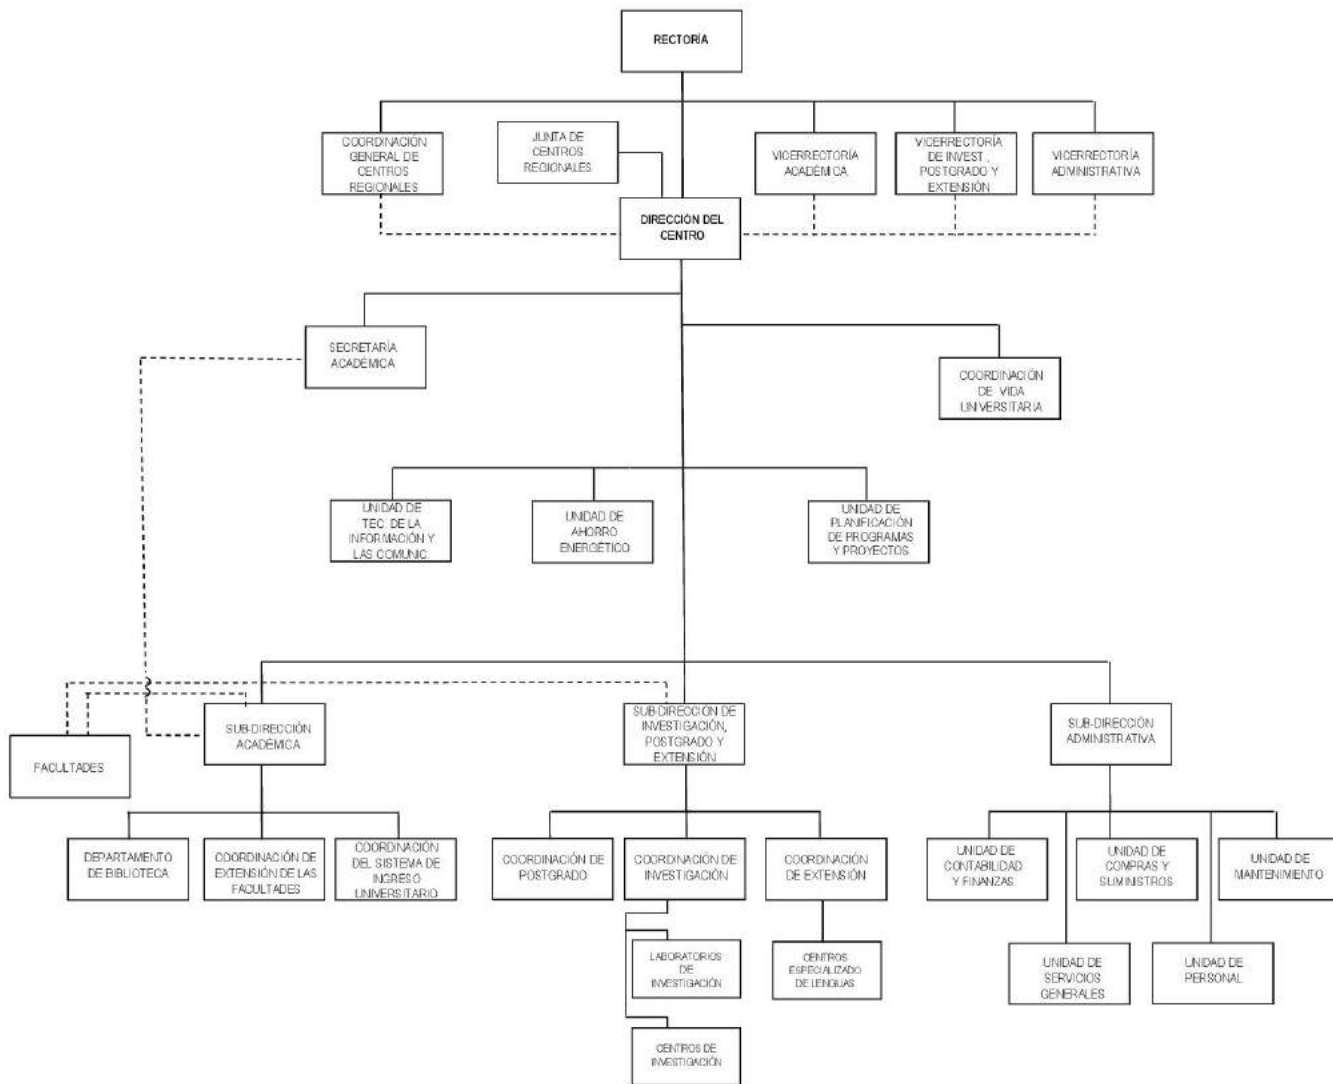 RECTORÍA
COORDINACIÓN
GENERAL DE
CENTROS
REGIONALES
JUNTA DE
CENTROS
REGIONALES
VICERRECTORÍA
ACADÉMICA
VICERRECTORÍA
DE INVEST.,
POSTGRADO Y
EXTENSIÓN
VICERRECTORÍA
ADMINISTRATIVA
DIRECCIÓN DEL
CENTRO
SECRETARÍA
ACADÉMICA
COORDINACIÓN
DE VIDA
UNIVERSITARIA
UNIDAD DE
TEC. DE LA
INFORMACIÓN Y
LAS COMUNIC.
UNIDAD DE
AHORRO
ENERGÉTICO
UNIDAD DE
PLANIFICACIÓN
DE PROGRAMAS
Y PROYECTOS
FACULTADES
SUB-DIRECCIÓN
ACADÉMICA
SUB-DIRECCIÓN DE
INVESTIGACIÓN,
POSTGRADO Y
EXTENSIÓN
SUB-DIRECCIÓN
ADMINISTRATIVA
DEPARTAMENTO
DE BIBLIOTECA
COORDINACIÓN DE
EXTENSIÓN DE LAS
FACULTADES
COORDINACIÓN
DEL SISTEMA DE
INGRESO
UNIVERSITARIO
COORDINACIÓN DE
POSTGRADO
COORDINACIÓN DE
INVESTIGACIÓN
COORDINACIÓN
DE EXTENSIÓN
UNIDAD DE
CONTABILIDAD
Y FINANZAS
UNIDAD DE
COMPRAS Y
SUMINISTROS
UNIDAD DE
MANTENIMIENTO
LABORATORIOS
DE
INVESTIGACIÓN
CENTROS
ESPECIALIZADO
DE LENGUAS
UNIDAD DE
SERVICIOS
GENERALES
UNIDAD DE
PERSONAL
CENTROS DE
INVESTIGACIÓN